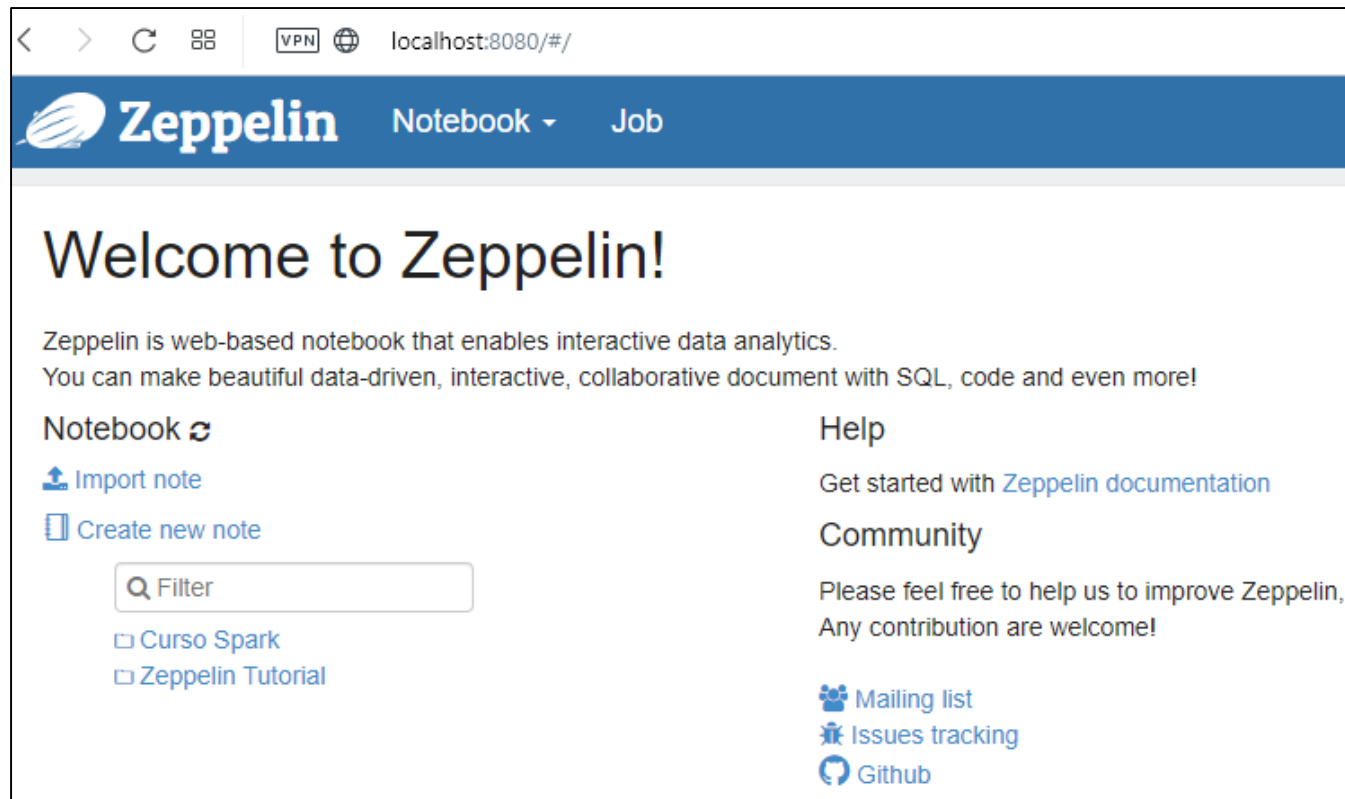 VPN localhost:8080/#/
Zeppelin Notebook Job
Welcome to Zeppelin!
Zeppelin is web-based notebook that enables interactive data analytics.
You can make beautiful data-driven, interactive, collaborative document with SQL, code and even more!
Notebook
Import note
Create new note
Filter
Curso Spark
Zeppelin Tutorial
Help
Get started with Zeppelin documentation
Community
Please feel free to help us to improve Zeppelin,
Any contribution are welcome!
Mailing list
Issues tracking
Github